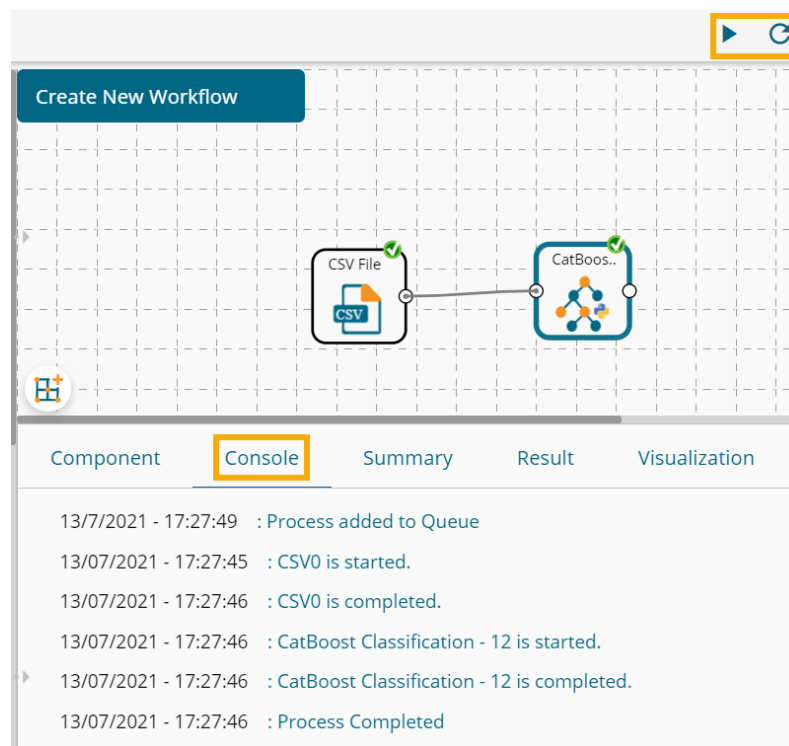 Create New Workflow
CSV File
CatBoos..
CSV
Component Console Summary Result Visualization
13/7/2021 - 17:27:49 : Process added to Queue
13/07/2021 - 17:27:45 : CSV0 is started.
13/07/2021 - 17:27:46 : CSV0 is completed.
13/07/2021 - 17:27:46 : CatBoost Classification - 12 is started.
13/07/2021 - 17:27:46 : CatBoost Classification - 12 is completed.
13/07/2021 - 17:27:46 : Process Completed